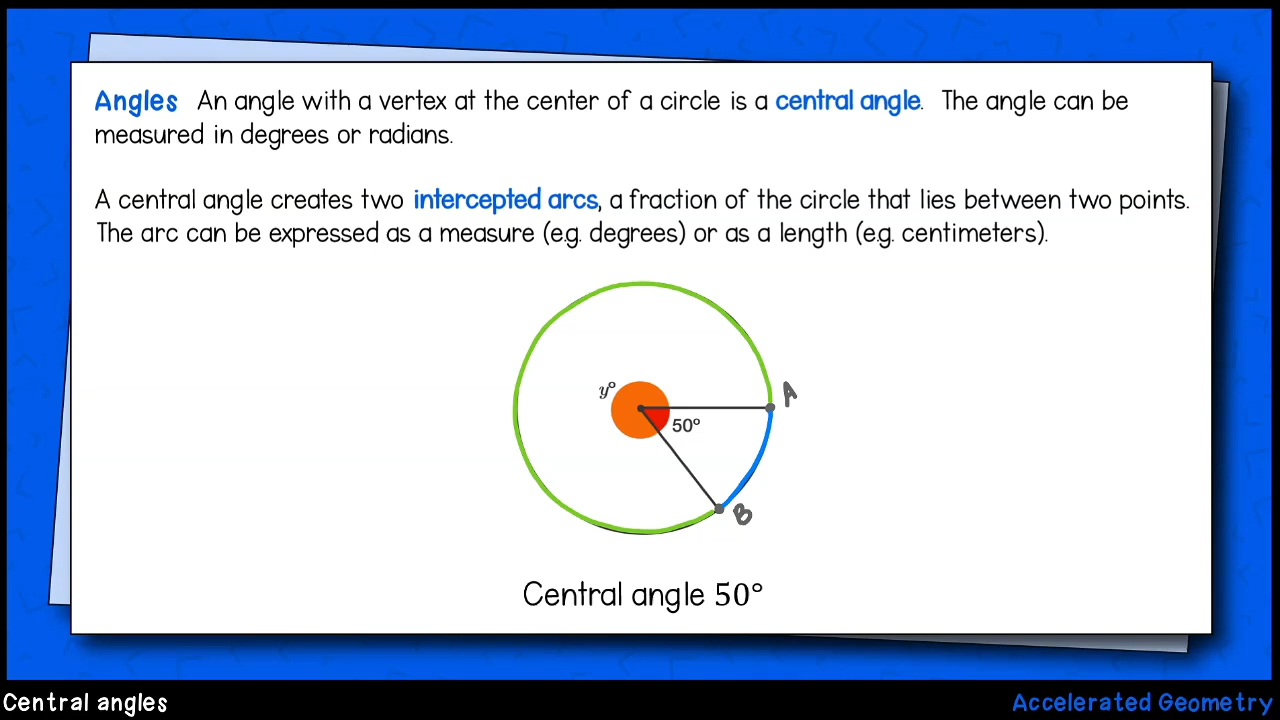 Angles An angle with a vertex at the center of a circle is a central angle. The angle can be
measured in degrees or radians.
A central angle creates two intercepted arcs, a fraction of the circle that lies between two points.
The arc can be expressed as a measure (e.g. degrees) or as a length (e.g. centimeters).
y°
A
50°
B
Central angle 50°
Central angles
Accelerated Geometry